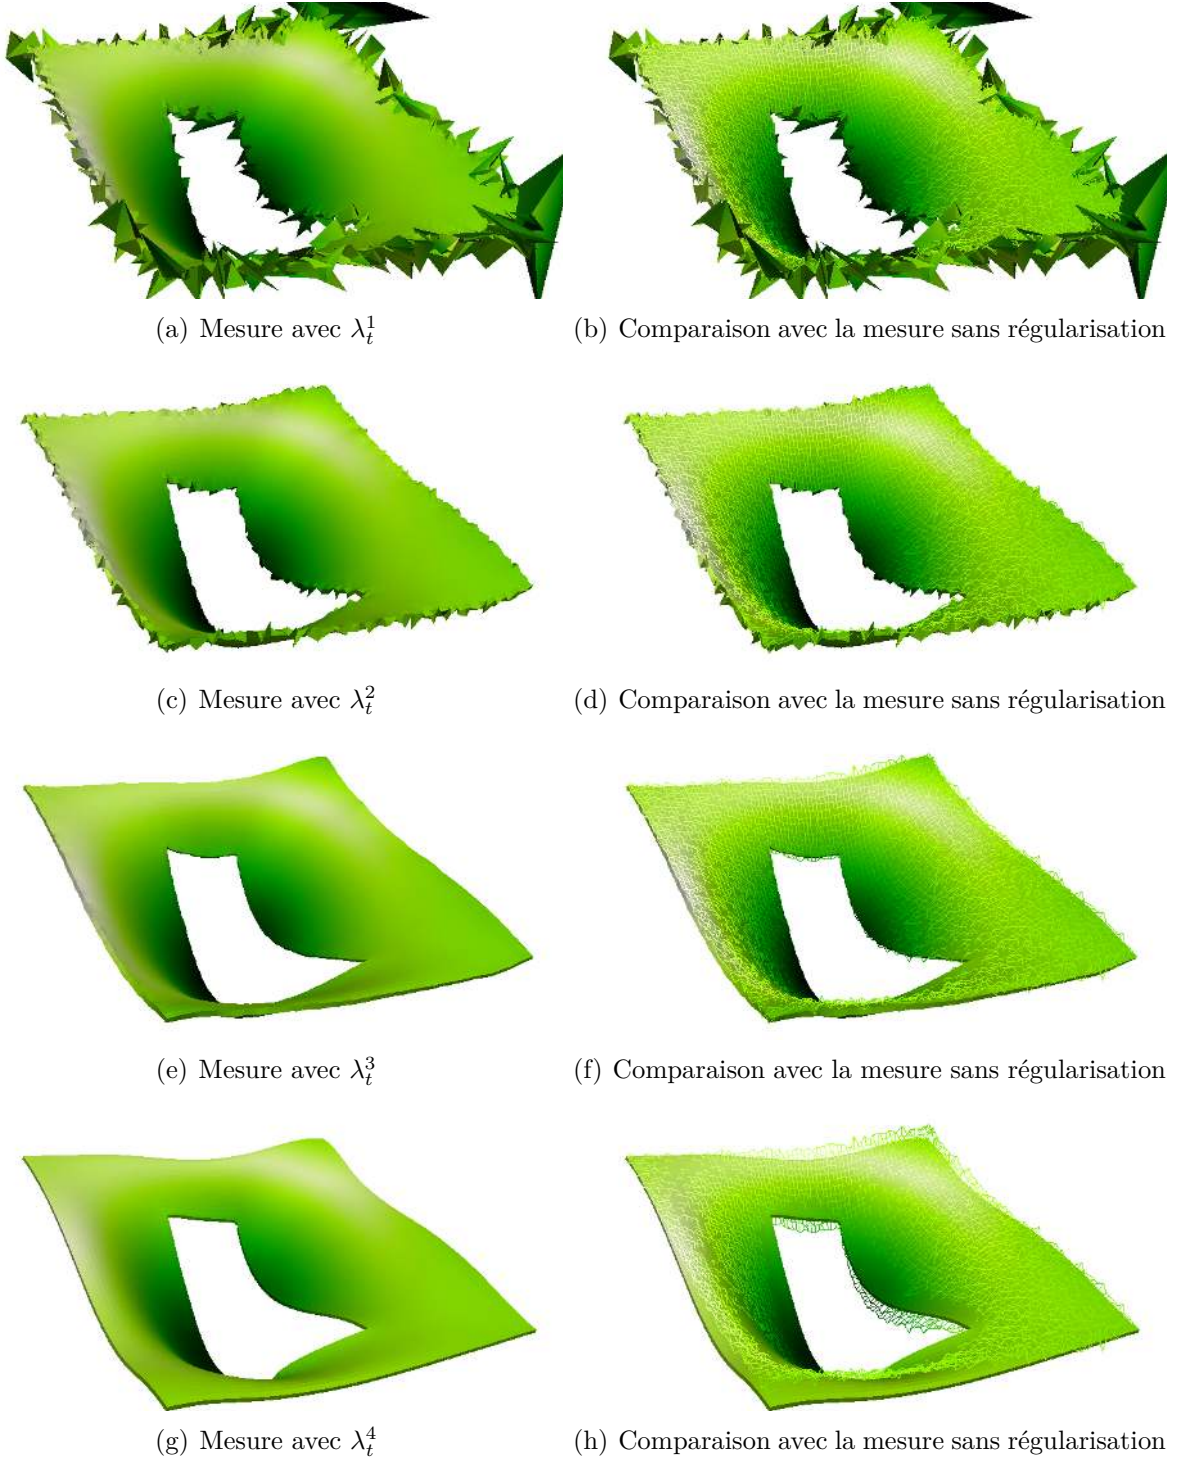 (a) Mesure avec λ_t^1
(b) Comparaison avec la mesure sans régularisation
(c) Mesure avec λ_t^2
(d) Comparaison avec la mesure sans régularisation
(e) Mesure avec λ_t^3
(f) Comparaison avec la mesure sans régularisation
(g) Mesure avec λ_t^4
(h) Comparaison avec la mesure sans régularisation